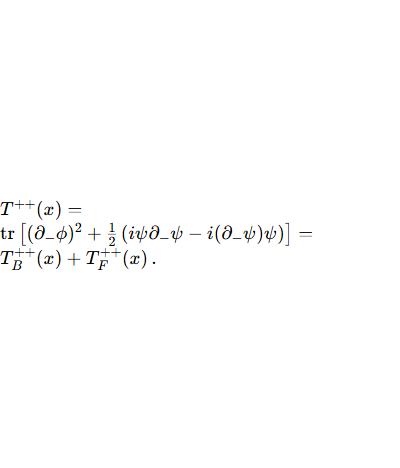 T⁺⁺(x) =
tr [(∂₋ϕ)² + ½ (iψ∂₋ψ − i(∂₋ψ)ψ)] =
T_B⁺⁺(x) + T_F⁺⁺(x) .